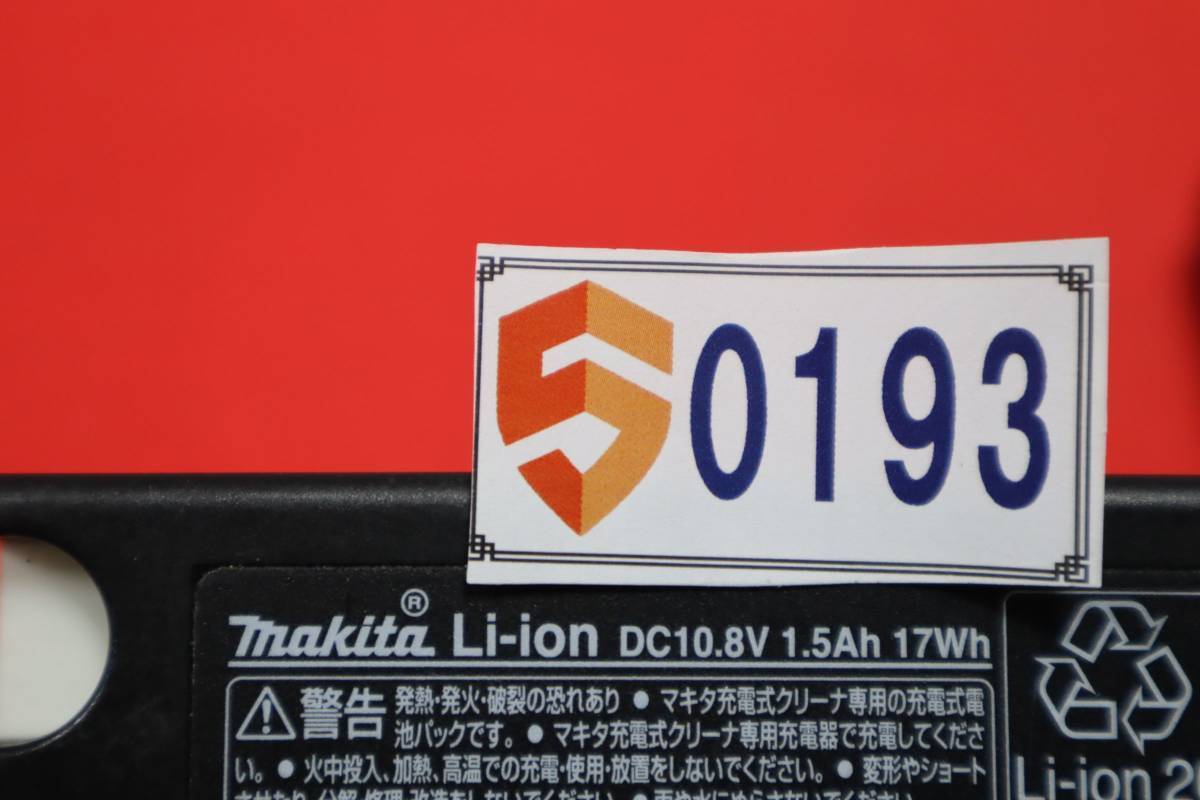 0193
makita® Li-ion DC10.8V 1.5Ah 17Wh
警告 発熱・発火・破裂の恐れあり ● マキタ充電式クリーナ専用の充電式電
池パックです。 ● マキタ充電式クリーナ専用充電器で充電してくださ
い。 ● 火中投入、加熱、高温での充電・使用・放置をしないでください。 ● 変形やショート
Li-ion